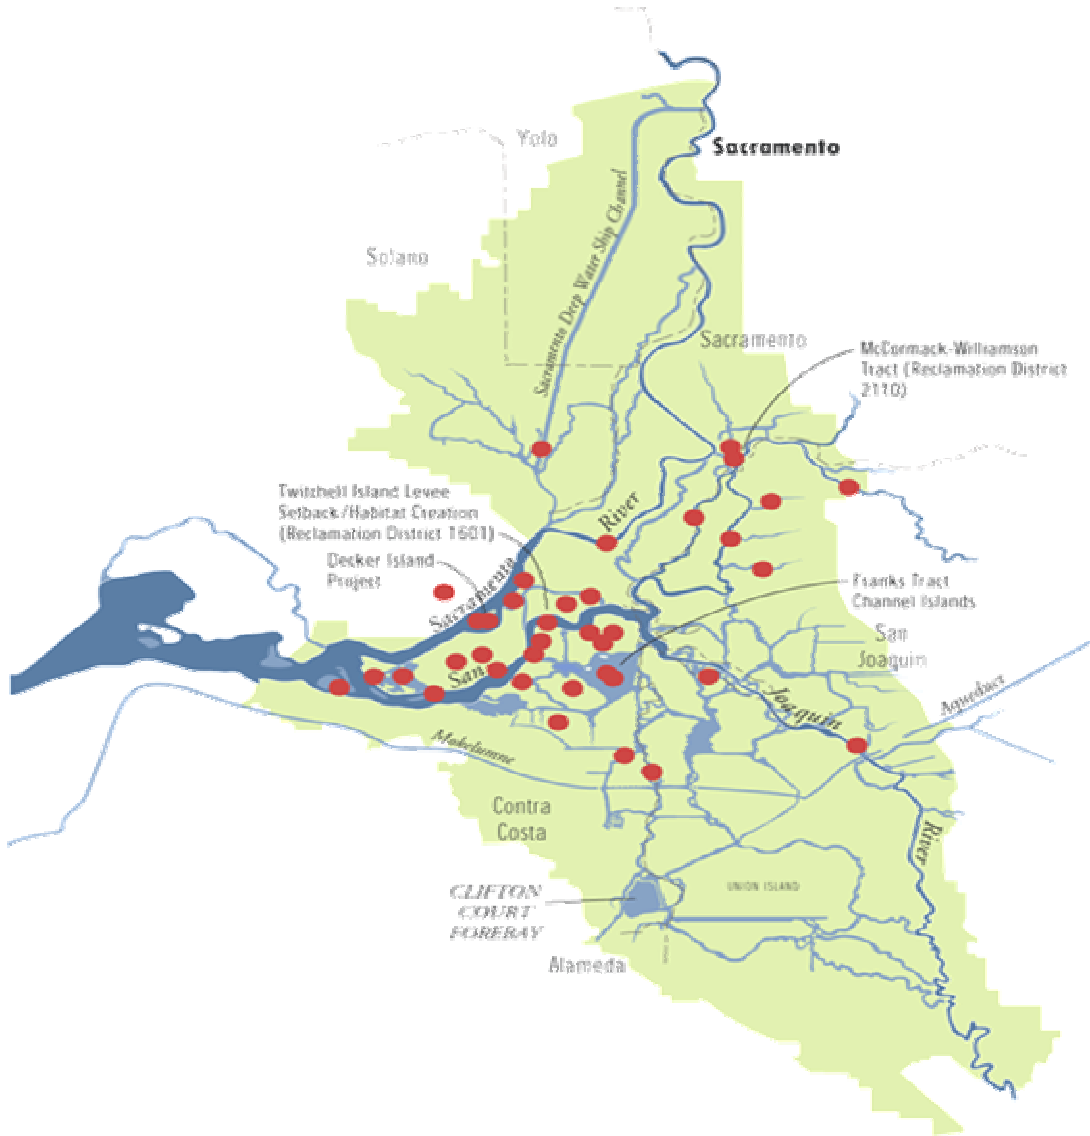 Yolo
Sacramento
Sacramento Deep Water Ship Channel
Solano
Sacramento
McCormack-Williamson
Tract (Reclamation District
2110)
Twitchell Island Levee
Setback/Habitat Creation
(Reclamation District 1601)
Decker Island
Project
River
Sacramento
Franks Tract
Channel Islands
San
Joaquin
San
Joaquin
Aqueduct
Mokelumne
Contra
Costa
River
UNION ISLAND
CLIFTON
COURT
FOREBAY
Alameda